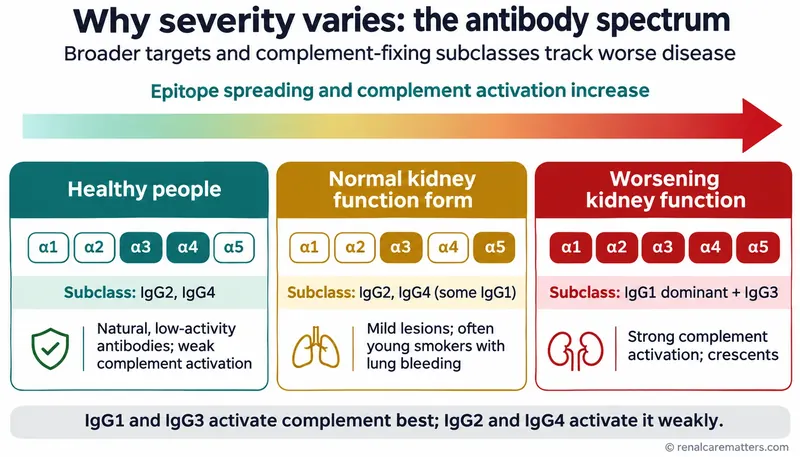 Why severity varies: the antibody spectrum
Broader targets and complement-fixing subclasses track worse disease
Epitope spreading and complement activation increase
Healthy people
α1 α2 α3 α4 α5
Subclass: IgG2, IgG4
Natural, low-activity
antibodies; weak
complement activation
Normal kidney
function form
α1 α2 α3 α4 α5
Subclass: IgG2, IgG4 (some IgG1)
Mild lesions; often
young smokers with
lung bleeding
Worsening
kidney function
α1 α2 α3 α4 α5
Subclass: IgG1 dominant + IgG3
Strong complement
activation; crescents
IgG1 and IgG3 activate complement best; IgG2 and IgG4 activate it weakly.
© renalcarematters.com